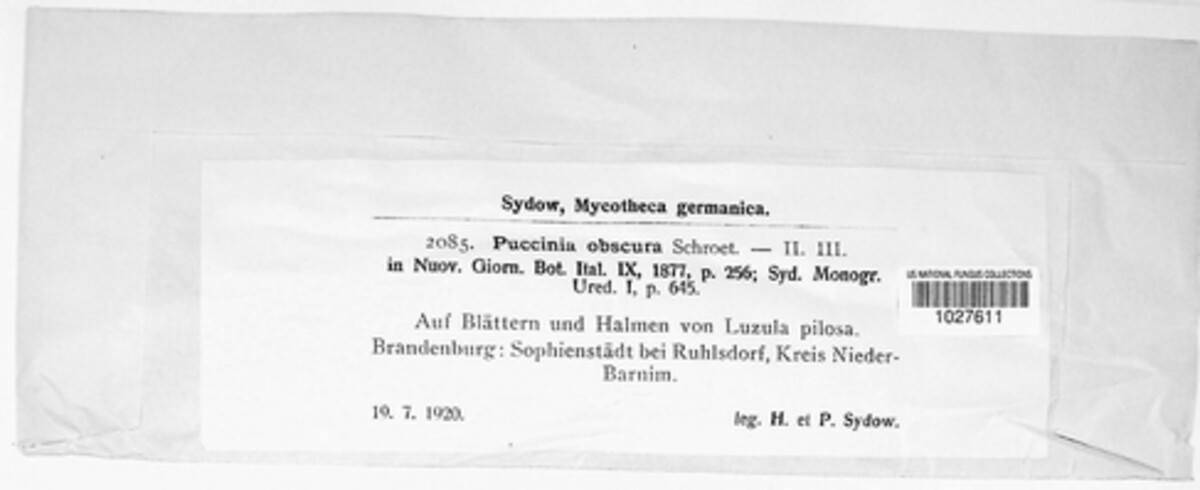 Sydow, Mycotheca germanica.
2085. Puccinia obscura Schroet. — II. III.
in Nuov. Giorn. Bot. Ital. IX, 1877, p. 256; Syd. Monogr.
Ured. I, p. 645.
Auf Blättern und Halmen von Luzula pilosa.
Brandenburg: Sophienstädt bei Ruhlsdorf, Kreis Nieder-
Barnim.
19. 7. 1920. leg. H. et P. Sydow.
US NATIONAL FUNGUS COLLECTIONS
1027611